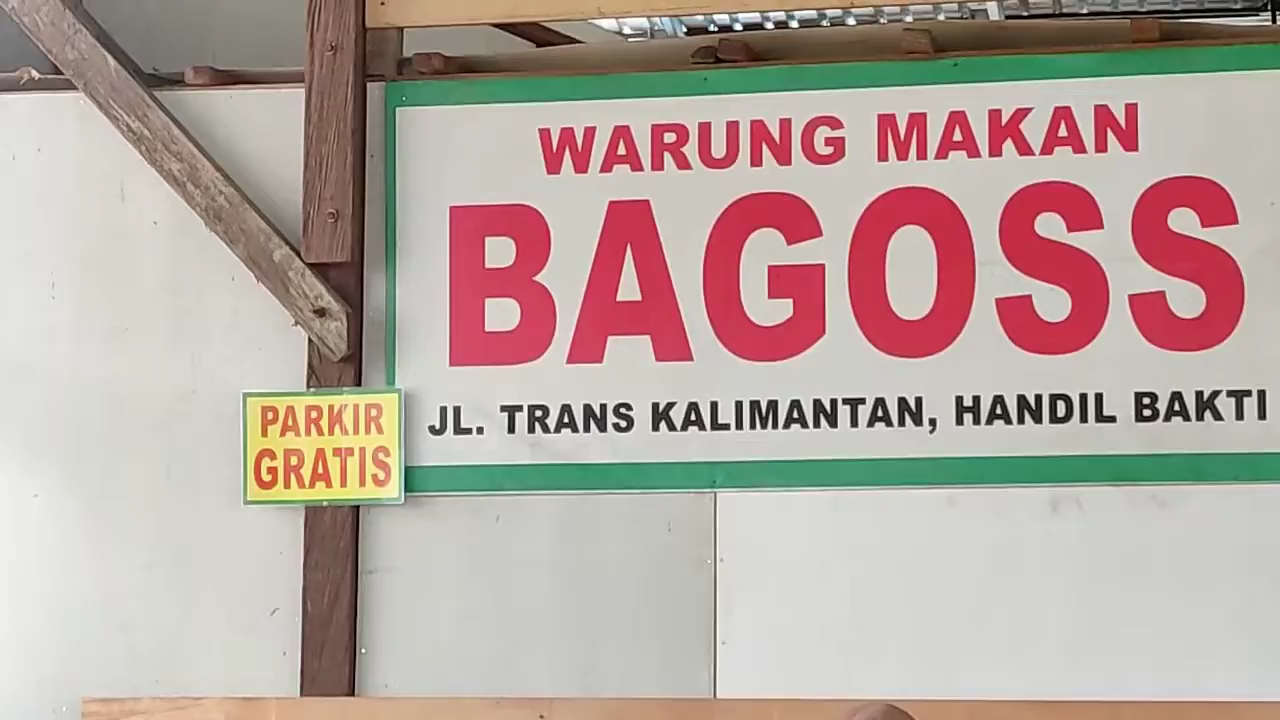 WARUNG MAKAN
BAGOSS
JL. TRANS KALIMANTAN, HANDIL BAKTI
PARKIR
GRATIS